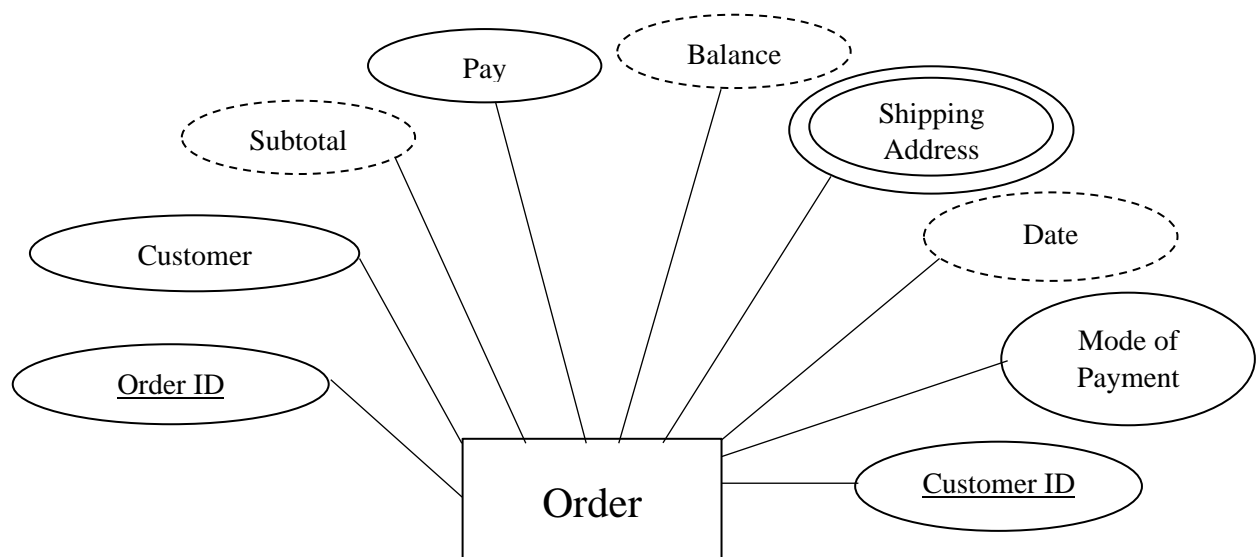 Pay
Balance
Shipping
Address
Subtotal
Date
Customer
Mode of
Payment
Order ID
Customer ID
Order